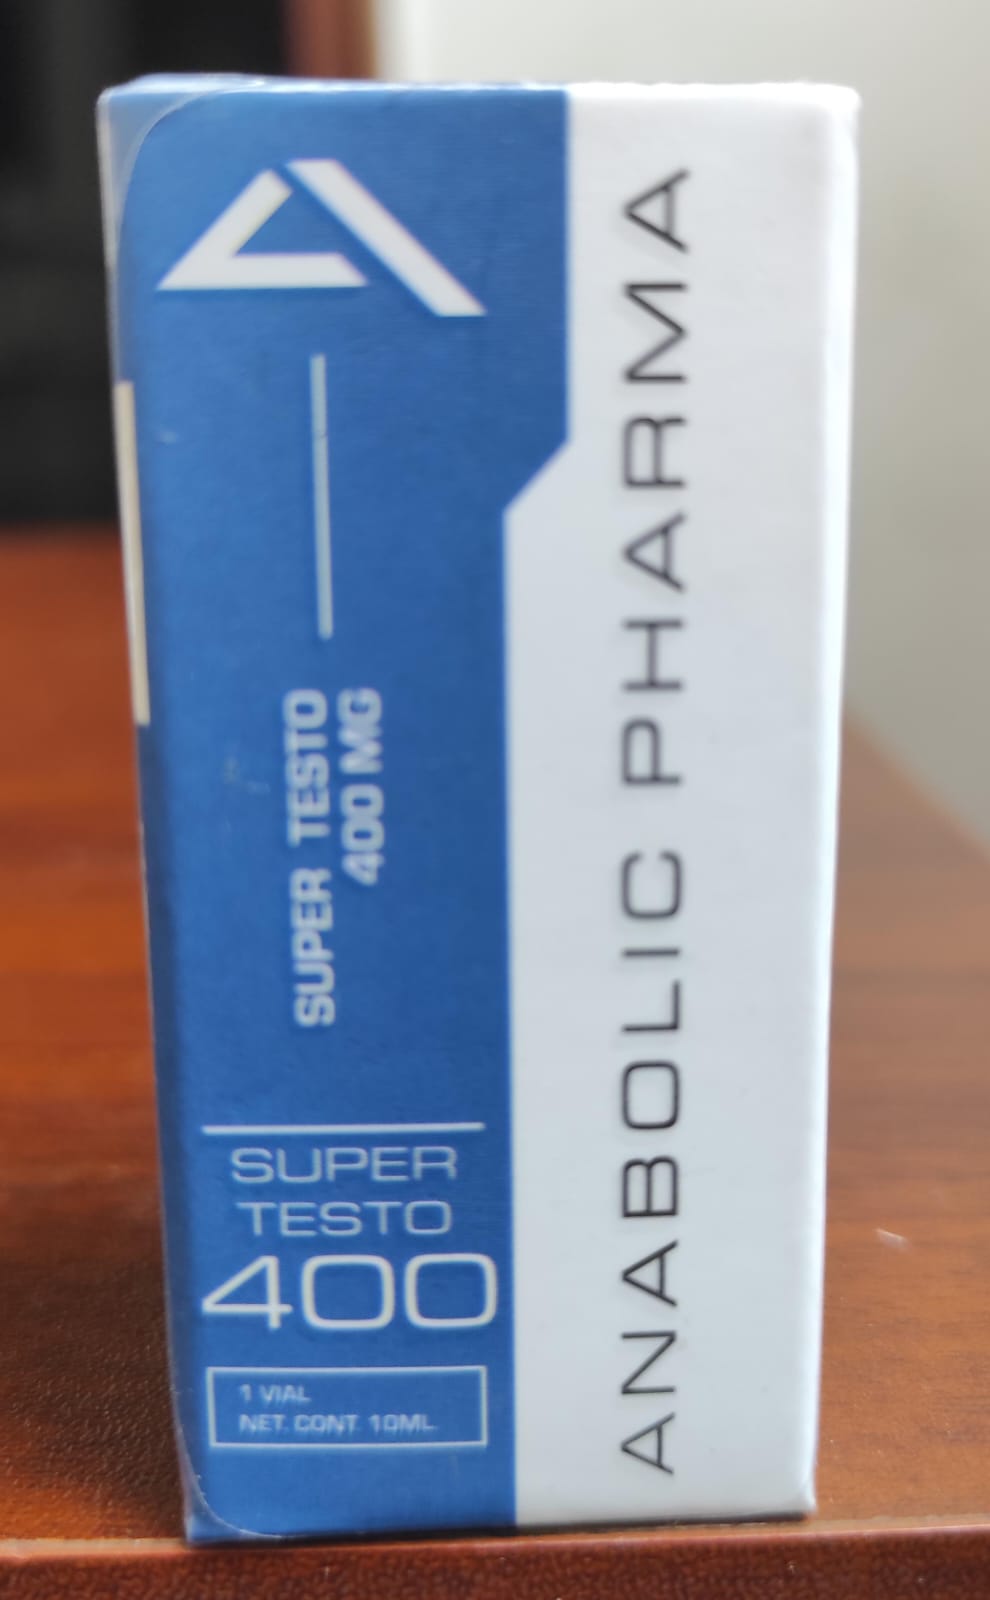 SUPER TESTO
400 MG
SUPER
TESTO
400
1 VIAL
NET. CONT. 10ML.
ANABOLIC PHARMA